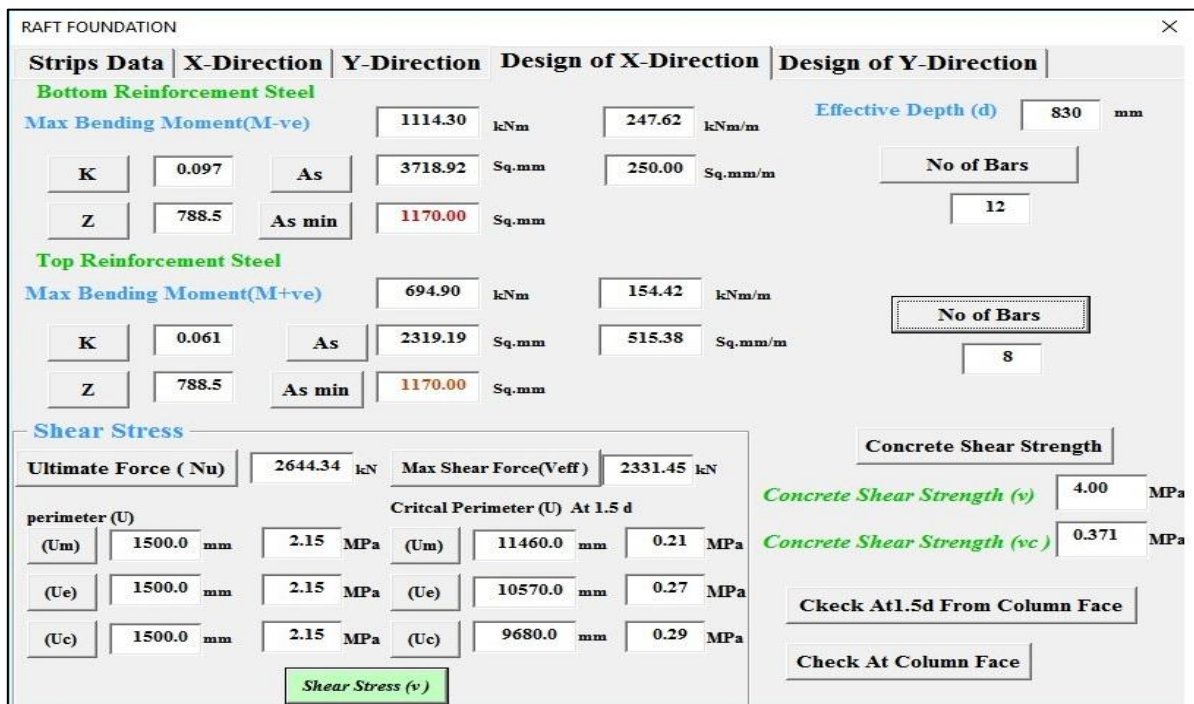 RAFT FOUNDATION
Strips Data X-Direction Y-Direction Design of X-Direction Design of Y-Direction
Bottom Reinforcement Steel
Max Bending Moment(M-ve) 1114.30 kNm 247.62 kNm/m Effective Depth (d) 830 mm
K 0.097 As 3718.92 Sq.mm 250.00 Sq.mm/m No of Bars
Z 788.5 As min 1170.00 Sq.mm 12
Top Reinforcement Steel
Max Bending Moment(M+ve) 694.90 kNm 154.42 kNm/m
No of Bars
K 0.061 As 2319.19 Sq.mm 515.38 Sq.mm/m
8
Z 788.5 As min 1170.00 Sq.mm
Shear Stress
Concrete Shear Strength
Ultimate Force ( Nu) 2644.34 kN Max Shear Force(Veff ) 2331.45 kN
Concrete Shear Strength (v) 4.00 MPa
perimeter (U) Critcal Perimeter (U) At 1.5 d
(Um) 1500.0 mm 2.15 MPa (Um) 11460.0 mm 0.21 MPa Concrete Shear Strength (vc ) 0.371 MPa
(Ue) 1500.0 mm 2.15 MPa (Ue) 10570.0 mm 0.27 MPa
Ckeck At1.5d From Column Face
(Uc) 1500.0 mm 2.15 MPa (Uc) 9680.0 mm 0.29 MPa
Check At Column Face
Shear Stress (v )